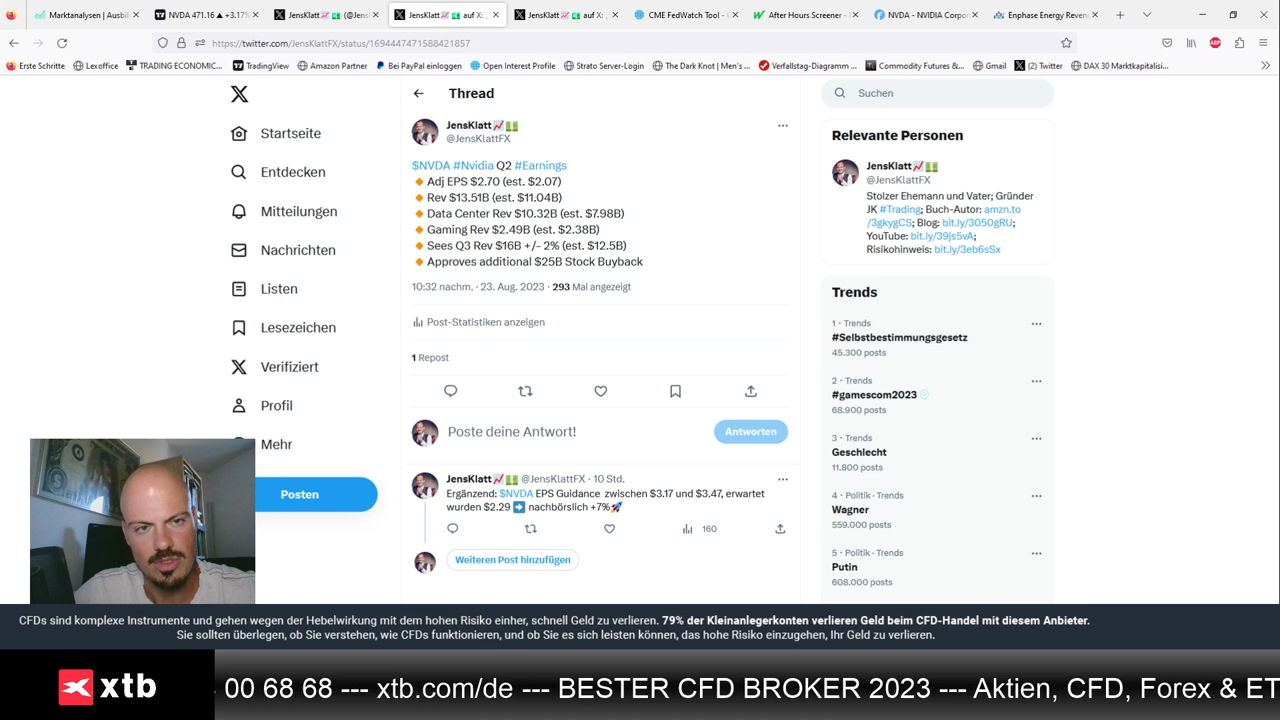 Marktanalysen | Ausbil
NVDA 471.16 ▲ +3.17%
JensKlatt📈💵 (@JensKl
JensKlatt📈💵 auf X:
JensKlatt📈💵 auf X:
CME FedWatch Tool -
After Hours Screener -
NVDA - NVIDIA Corpo
Enphase Energy Reven
https://twitter.com/JensKlattFX/status/1694447471588421857
Erste Schritte
Lexoffice
TRADING ECONOMIC...
TradingView
Amazon Partner
Bei PayPal einloggen
Open Interest Profile
Strato Server-Login
The Dark Knot | Men's ...
Verfallstag-Diagramm ...
Commodity Futures &...
Gmail
(2) Twitter
DAX 30 Marktkapitalisi...
Startseite
Entdecken
Mitteilungen
Nachrichten
Listen
Lesezeichen
Verifiziert
Profil
Mehr
Posten
Thread
JensKlatt📈💵
@JensKlattFX
$NVDA #Nvidia Q2 #Earnings
🔸Adj EPS $2.70 (est. $2.07)
🔸Rev $13.51B (est. $11.04B)
🔸Data Center Rev $10.32B (est. $7.98B)
🔸Gaming Rev $2.49B (est. $2.38B)
🔸Sees Q3 Rev $16B +/- 2% (est. $12.5B)
🔸Approves additional $25B Stock Buyback
10:32 nachm. · 23. Aug. 2023 · 293 Mal angezeigt
Post-Statistiken anzeigen
1 Repost
Poste deine Antwort!
Antworten
JensKlatt📈💵 @JensKlattFX · 10 Std.
Ergänzend: $NVDA EPS Guidance zwischen $3.17 und $3.47, erwartet
wurden $2.29 ➡️ nachbörslich +7%🚀
160
Weiteren Post hinzufügen
Suchen
Relevante Personen
JensKlatt📈💵
@JensKlattFX
Stolzer Ehemann und Vater; Gründer
JK #Trading; Buch-Autor: amzn.to
/3gkygCS; Blog: bit.ly/3050gRU;
YouTube: bit.ly/39js5vA;
Risikohinweis: bit.ly/3eb6sSx
Trends
1 · Trends
#Selbstbestimmungsgesetz
45.300 posts
2 · Trends
#gamescom2023
68.900 posts
3 · Trends
Geschlecht
11.800 posts
4 · Politik · Trends
Wagner
559.000 posts
5 · Politik · Trends
Putin
608.000 posts
CFDs sind komplexe Instrumente und gehen wegen der Hebelwirkung mit dem hohen Risiko einher, schnell Geld zu verlieren. 79% der Kleinanlegerkonten verlieren Geld beim CFD-Handel mit diesem Anbieter.
Sie sollten überlegen, ob Sie verstehen, wie CFDs funktionieren, und ob Sie es sich leisten können, das hohe Risiko einzugehen, Ihr Geld zu verlieren.
xtb
00 68 68 --- xtb.com/de --- BESTER CFD BROKER 2023 --- Aktien, CFD, Forex & ET